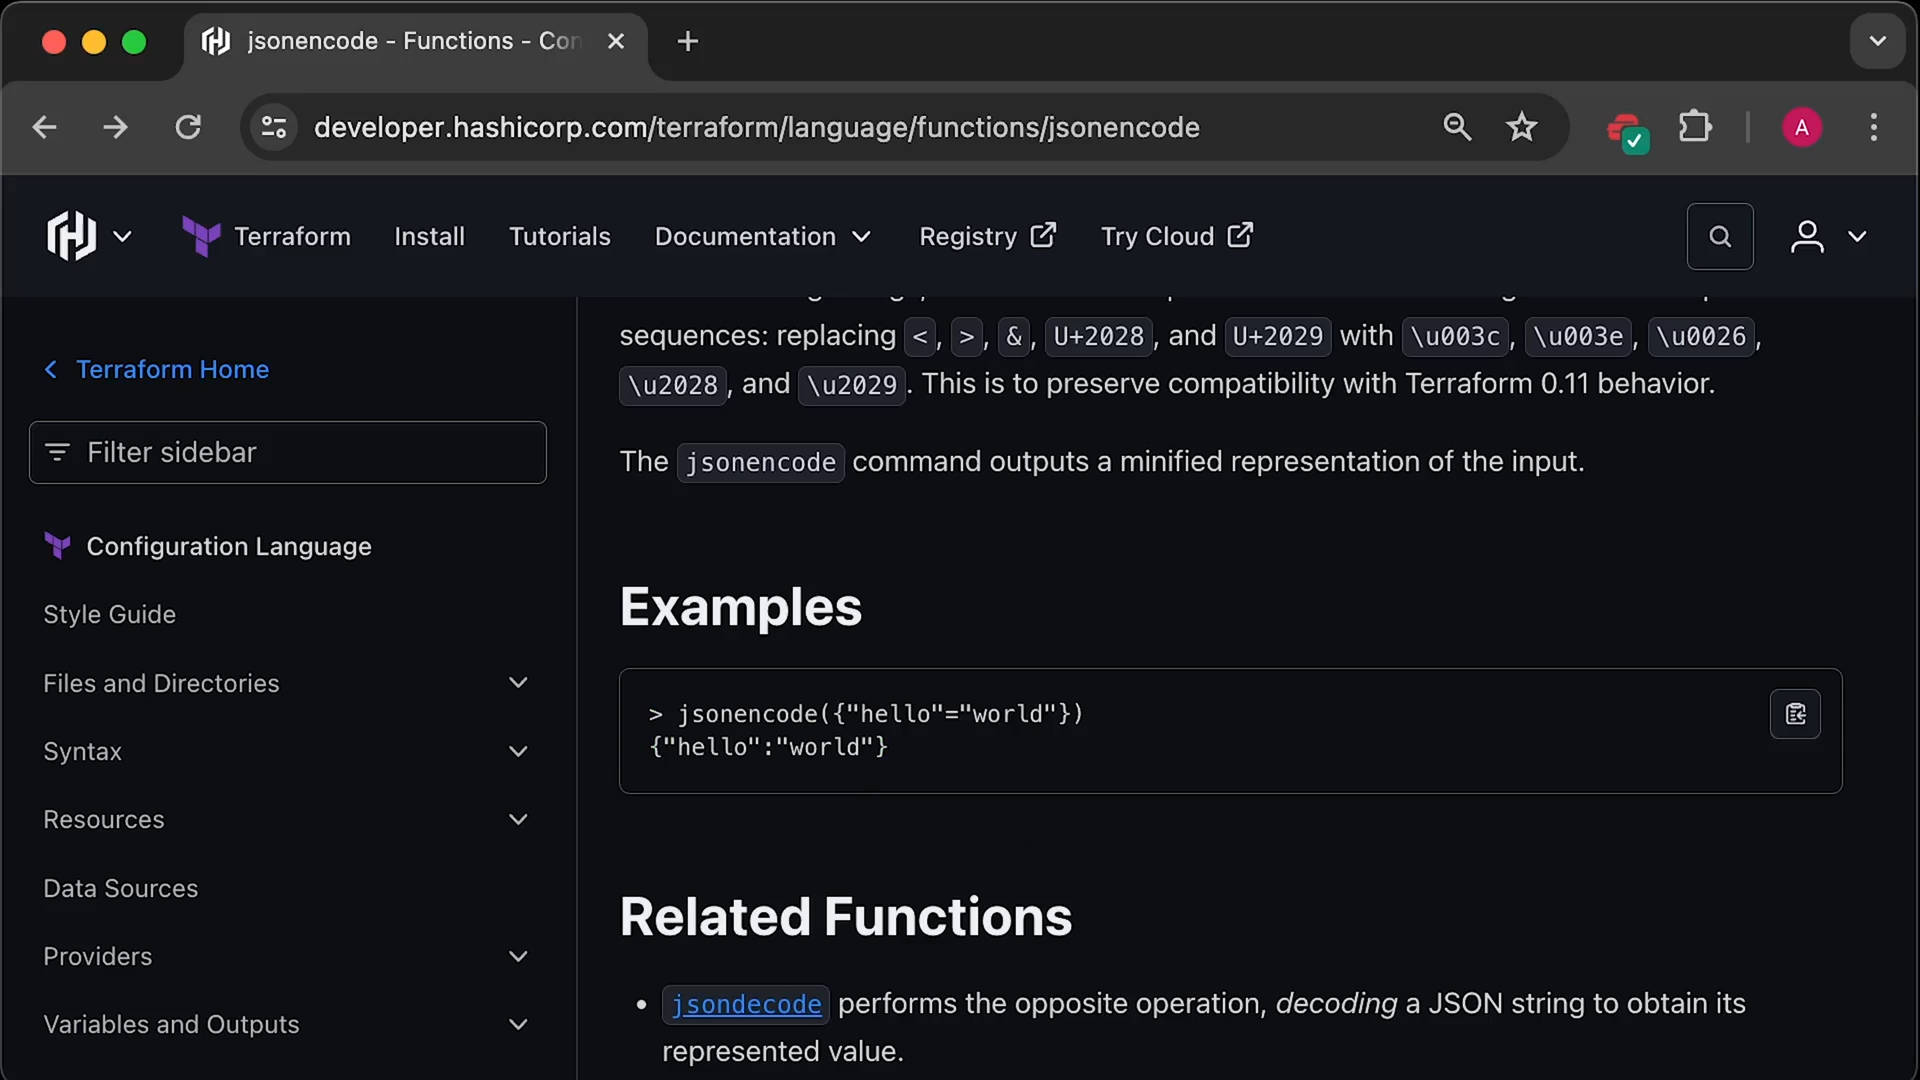 jsonencode - Functions - Con
developer.hashicorp.com/terraform/language/functions/jsonencode
A
Terraform
Install
Tutorials
Documentation
Registry
Try Cloud
Terraform Home
Filter sidebar
Configuration Language
Style Guide
Files and Directories
Syntax
Resources
Data Sources
Providers
Variables and Outputs
sequences: replacing <, >, &, U+2028, and U+2029 with \u003c, \u003e, \u0026,
\u2028, and \u2029. This is to preserve compatibility with Terraform 0.11 behavior.
The jsonencode command outputs a minified representation of the input.
Examples
> jsonencode({"hello"="world"})
{"hello":"world"}
Related Functions
• jsondecode performs the opposite operation, decoding a JSON string to obtain its
represented value.